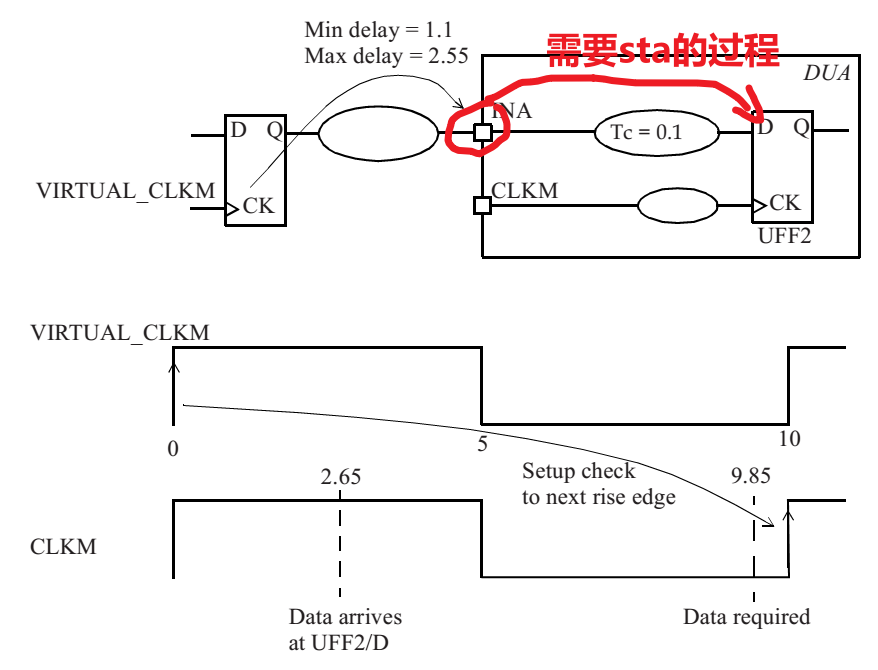 Min delay = 1.1
Max delay = 2.55
需要sta的过程
DUA
INA
D Q
Tc = 0.1
D Q
VIRTUAL_CLKM
CK
CLKM
CK
UFF2
VIRTUAL_CLKM
0
5
10
2.65
Setup check
to next rise edge
9.85
CLKM
Data arrives
at UFF2/D
Data required